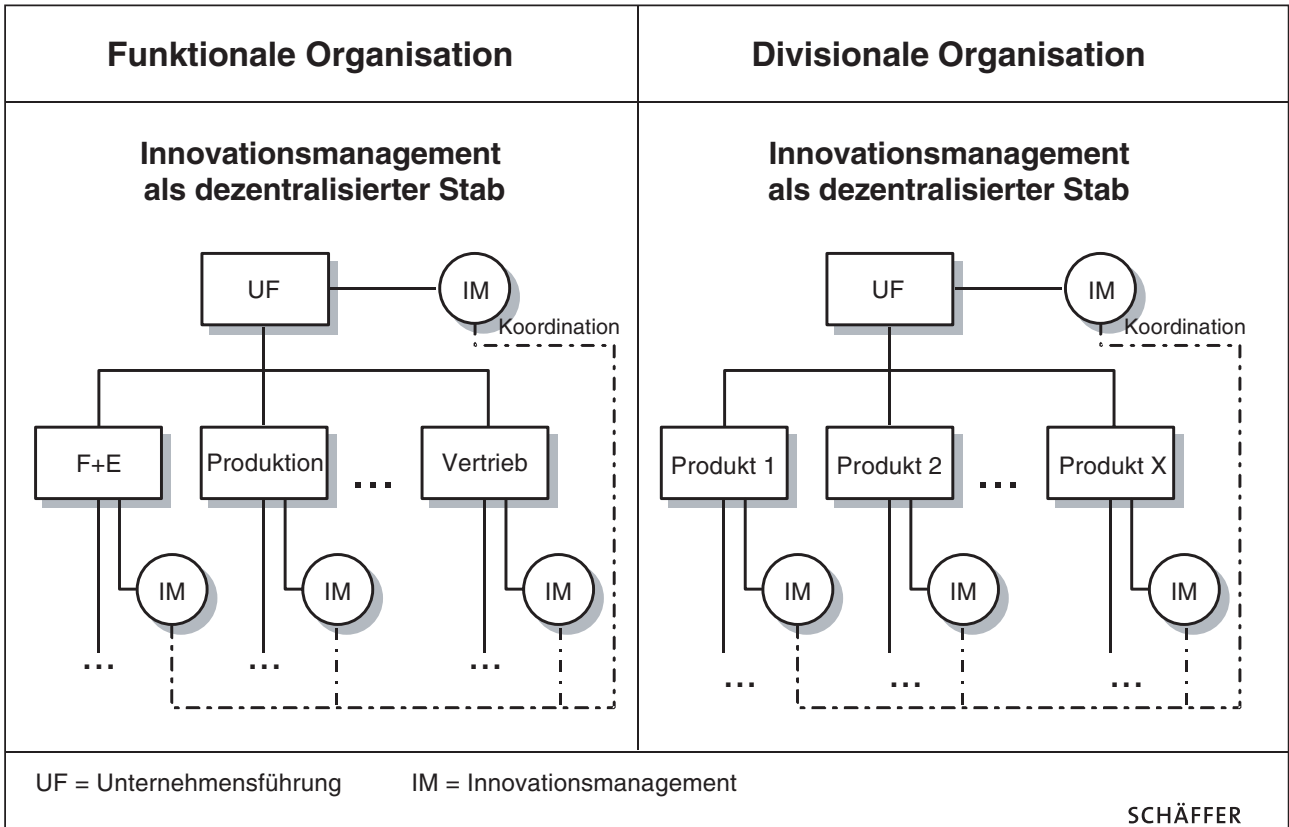 Funktionale Organisation
Divisionale Organisation
Innovationsmanagement
als dezentralisierter Stab
UF
IM
Koordination
F+E
Produktion
...
Vertrieb
IM
IM
IM
...
...
...
Innovationsmanagement
als dezentralisierter Stab
UF
IM
Koordination
Produkt 1
Produkt 2
...
Produkt X
IM
IM
IM
...
...
...
UF = Unternehmensführung IM = Innovationsmanagement
SCHÄFFER